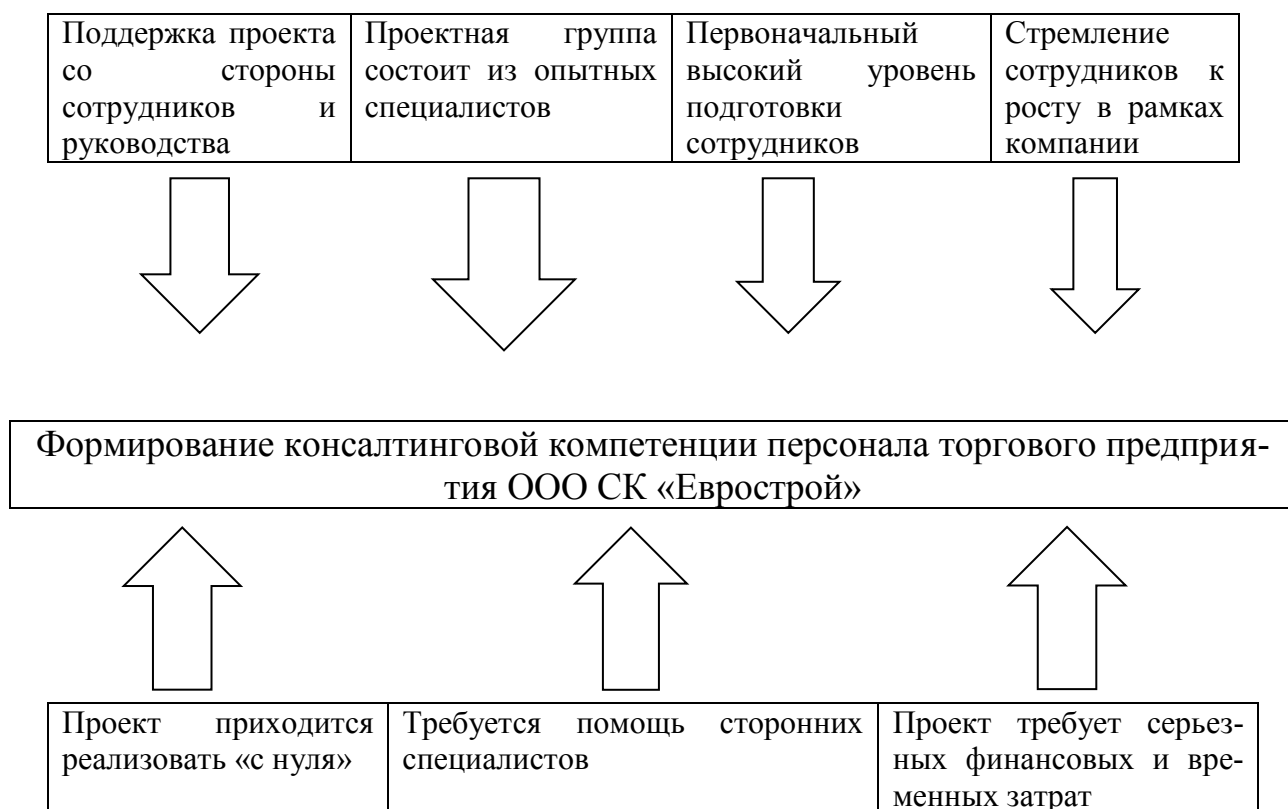 Поддержка проекта
со стороны
сотрудников и
руководства
Проектная группа
состоит из опытных
специалистов
Первоначальный
высокий уровень
подготовки
сотрудников
Стремление
сотрудников к
росту в рамках
компании
Формирование консалтинговой компетенции персонала торгового предприя-
тия ООО СК «Еврострой»
Проект приходится
реализовать «с нуля»
Требуется помощь сторонних
специалистов
Проект требует серьез-
ных финансовых и вре-
менных затрат